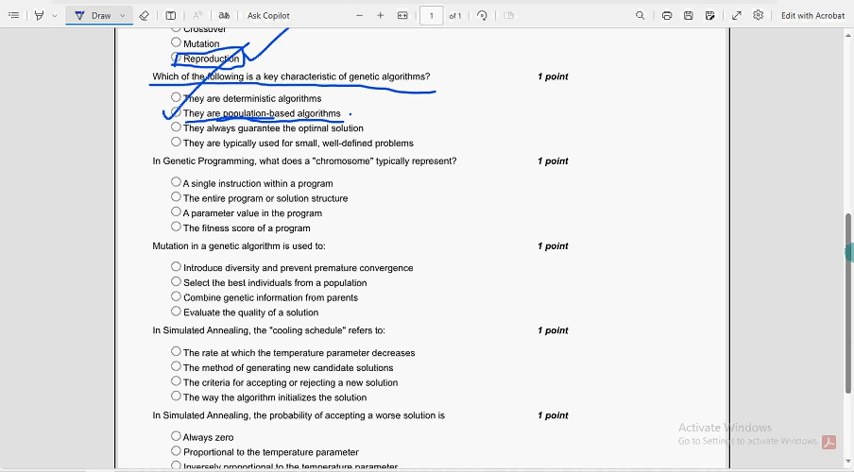 Draw
Ask Copilot
1 of 1
Edit with Acrobat
Crossover
Mutation
Reproduction
Which of the following is a key characteristic of genetic algorithms? 1 point
They are deterministic algorithms
They are population-based algorithms
They always guarantee the optimal solution
They are typically used for small, well-defined problems
In Genetic Programming, what does a "chromosome" typically represent? 1 point
A single instruction within a program
The entire program or solution structure
A parameter value in the program
The fitness score of a program
Mutation in a genetic algorithm is used to: 1 point
Introduce diversity and prevent premature convergence
Select the best individuals from a population
Combine genetic information from parents
Evaluate the quality of a solution
In Simulated Annealing, the "cooling schedule" refers to: 1 point
The rate at which the temperature parameter decreases
The method of generating new candidate solutions
The criteria for accepting or rejecting a new solution
The way the algorithm initializes the solution
In Simulated Annealing, the probability of accepting a worse solution is 1 point
Always zero
Proportional to the temperature parameter
Inversely proportional to the temperature parameter
Activate Windows
Go to Settings to activate Windows.